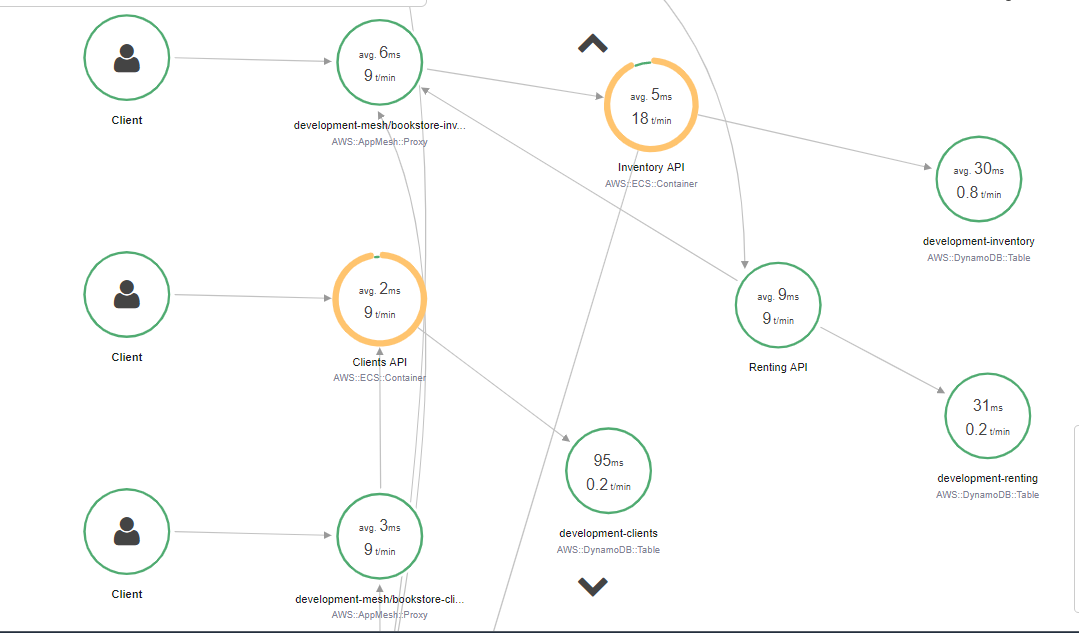 avg. 6ms
9 t/min
Client
development-mesh/bookstore-inv...
AWS::AppMesh::Proxy
avg. 5ms
18 t/min
Inventory API
AWS::ECS::Container
avg. 30ms
0.8 t/min
development-inventory
AWS::DynamoDB::Table
avg. 2ms
9 t/min
Client
Clients API
AWS::ECS::Container
avg. 9ms
9 t/min
Renting API
31ms
0.2 t/min
development-renting
AWS::DynamoDB::Table
95ms
0.2 t/min
development-clients
AWS::DynamoDB::Table
avg. 3ms
9 t/min
Client
development-mesh/bookstore-cli...
AWS::AppMesh::Proxy